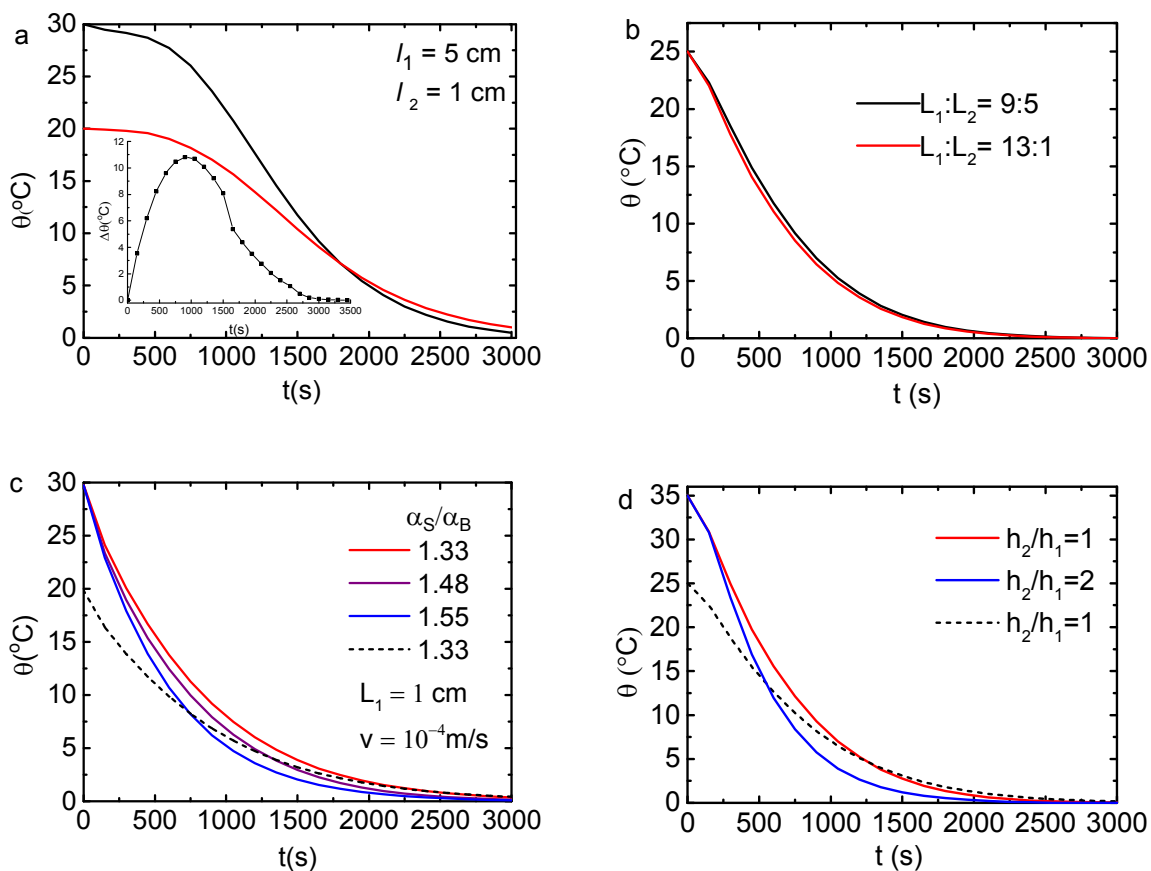 a
l₁ = 5 cm
l₂ = 1 cm
θ(°C)
30
25
20
15
10
5
0
0 500 1000 1500 2000 2500 3000
t(s)
Δθ(°C)
12
10
8
6
4
2
0
0 500 1000 1500 2000 2500 3000 3500
t(s)
b
L₁:L₂= 9:5
L₁:L₂= 13:1
θ (°C)
25
20
15
10
5
0
0 500 1000 1500 2000 2500 3000
t (s)
c
α_S/α_B
1.33
1.48
1.55
1.33
L₁ = 1 cm
v = 10⁻⁴m/s
θ(°C)
30
25
20
15
10
5
0
0 500 1000 1500 2000 2500 3000
t(s)
d
h₂/h₁=1
h₂/h₁=2
h₂/h₁=1
θ (°C)
35
30
25
20
15
10
5
0
0 500 1000 1500 2000 2500 3000
t (s)